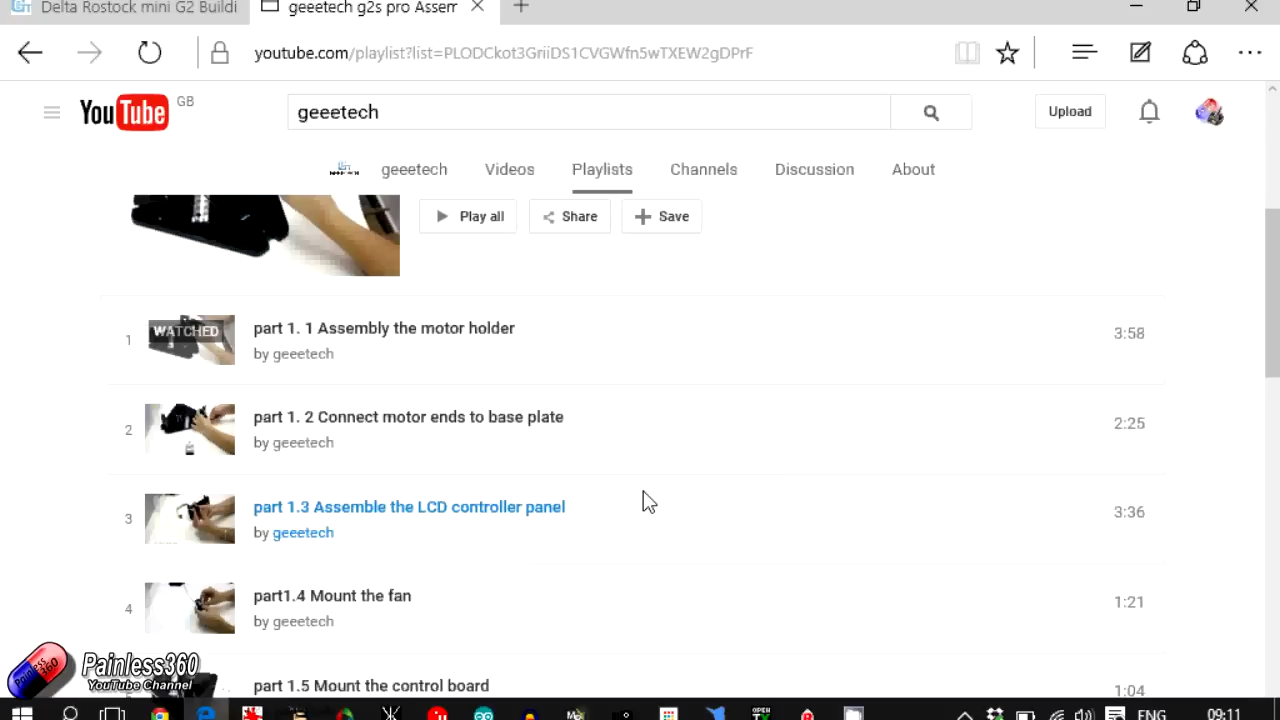 Delta Rostock mini G2 Buildi
geeetech g2s pro Assem
youtube.com/playlist?list=PLODCkot3GriiDS1CVGWfn5wTXEW2gDPrF
YouTube GB
geeetech
Upload
geeetech Videos Playlists Channels Discussion About
Play all Share Save
1 WATCHED part 1. 1 Assembly the motor holder 3:58
by geeetech
2 part 1. 2 Connect motor ends to base plate 2:25
by geeetech
3 part 1.3 Assemble the LCD controller panel 3:36
by geeetech
4 part1.4 Mount the fan 1:21
by geeetech
part 1.5 Mount the control board 1:04
Painless360
Painless360
YouTube Channel
OPEN
TX
ENG 09:11